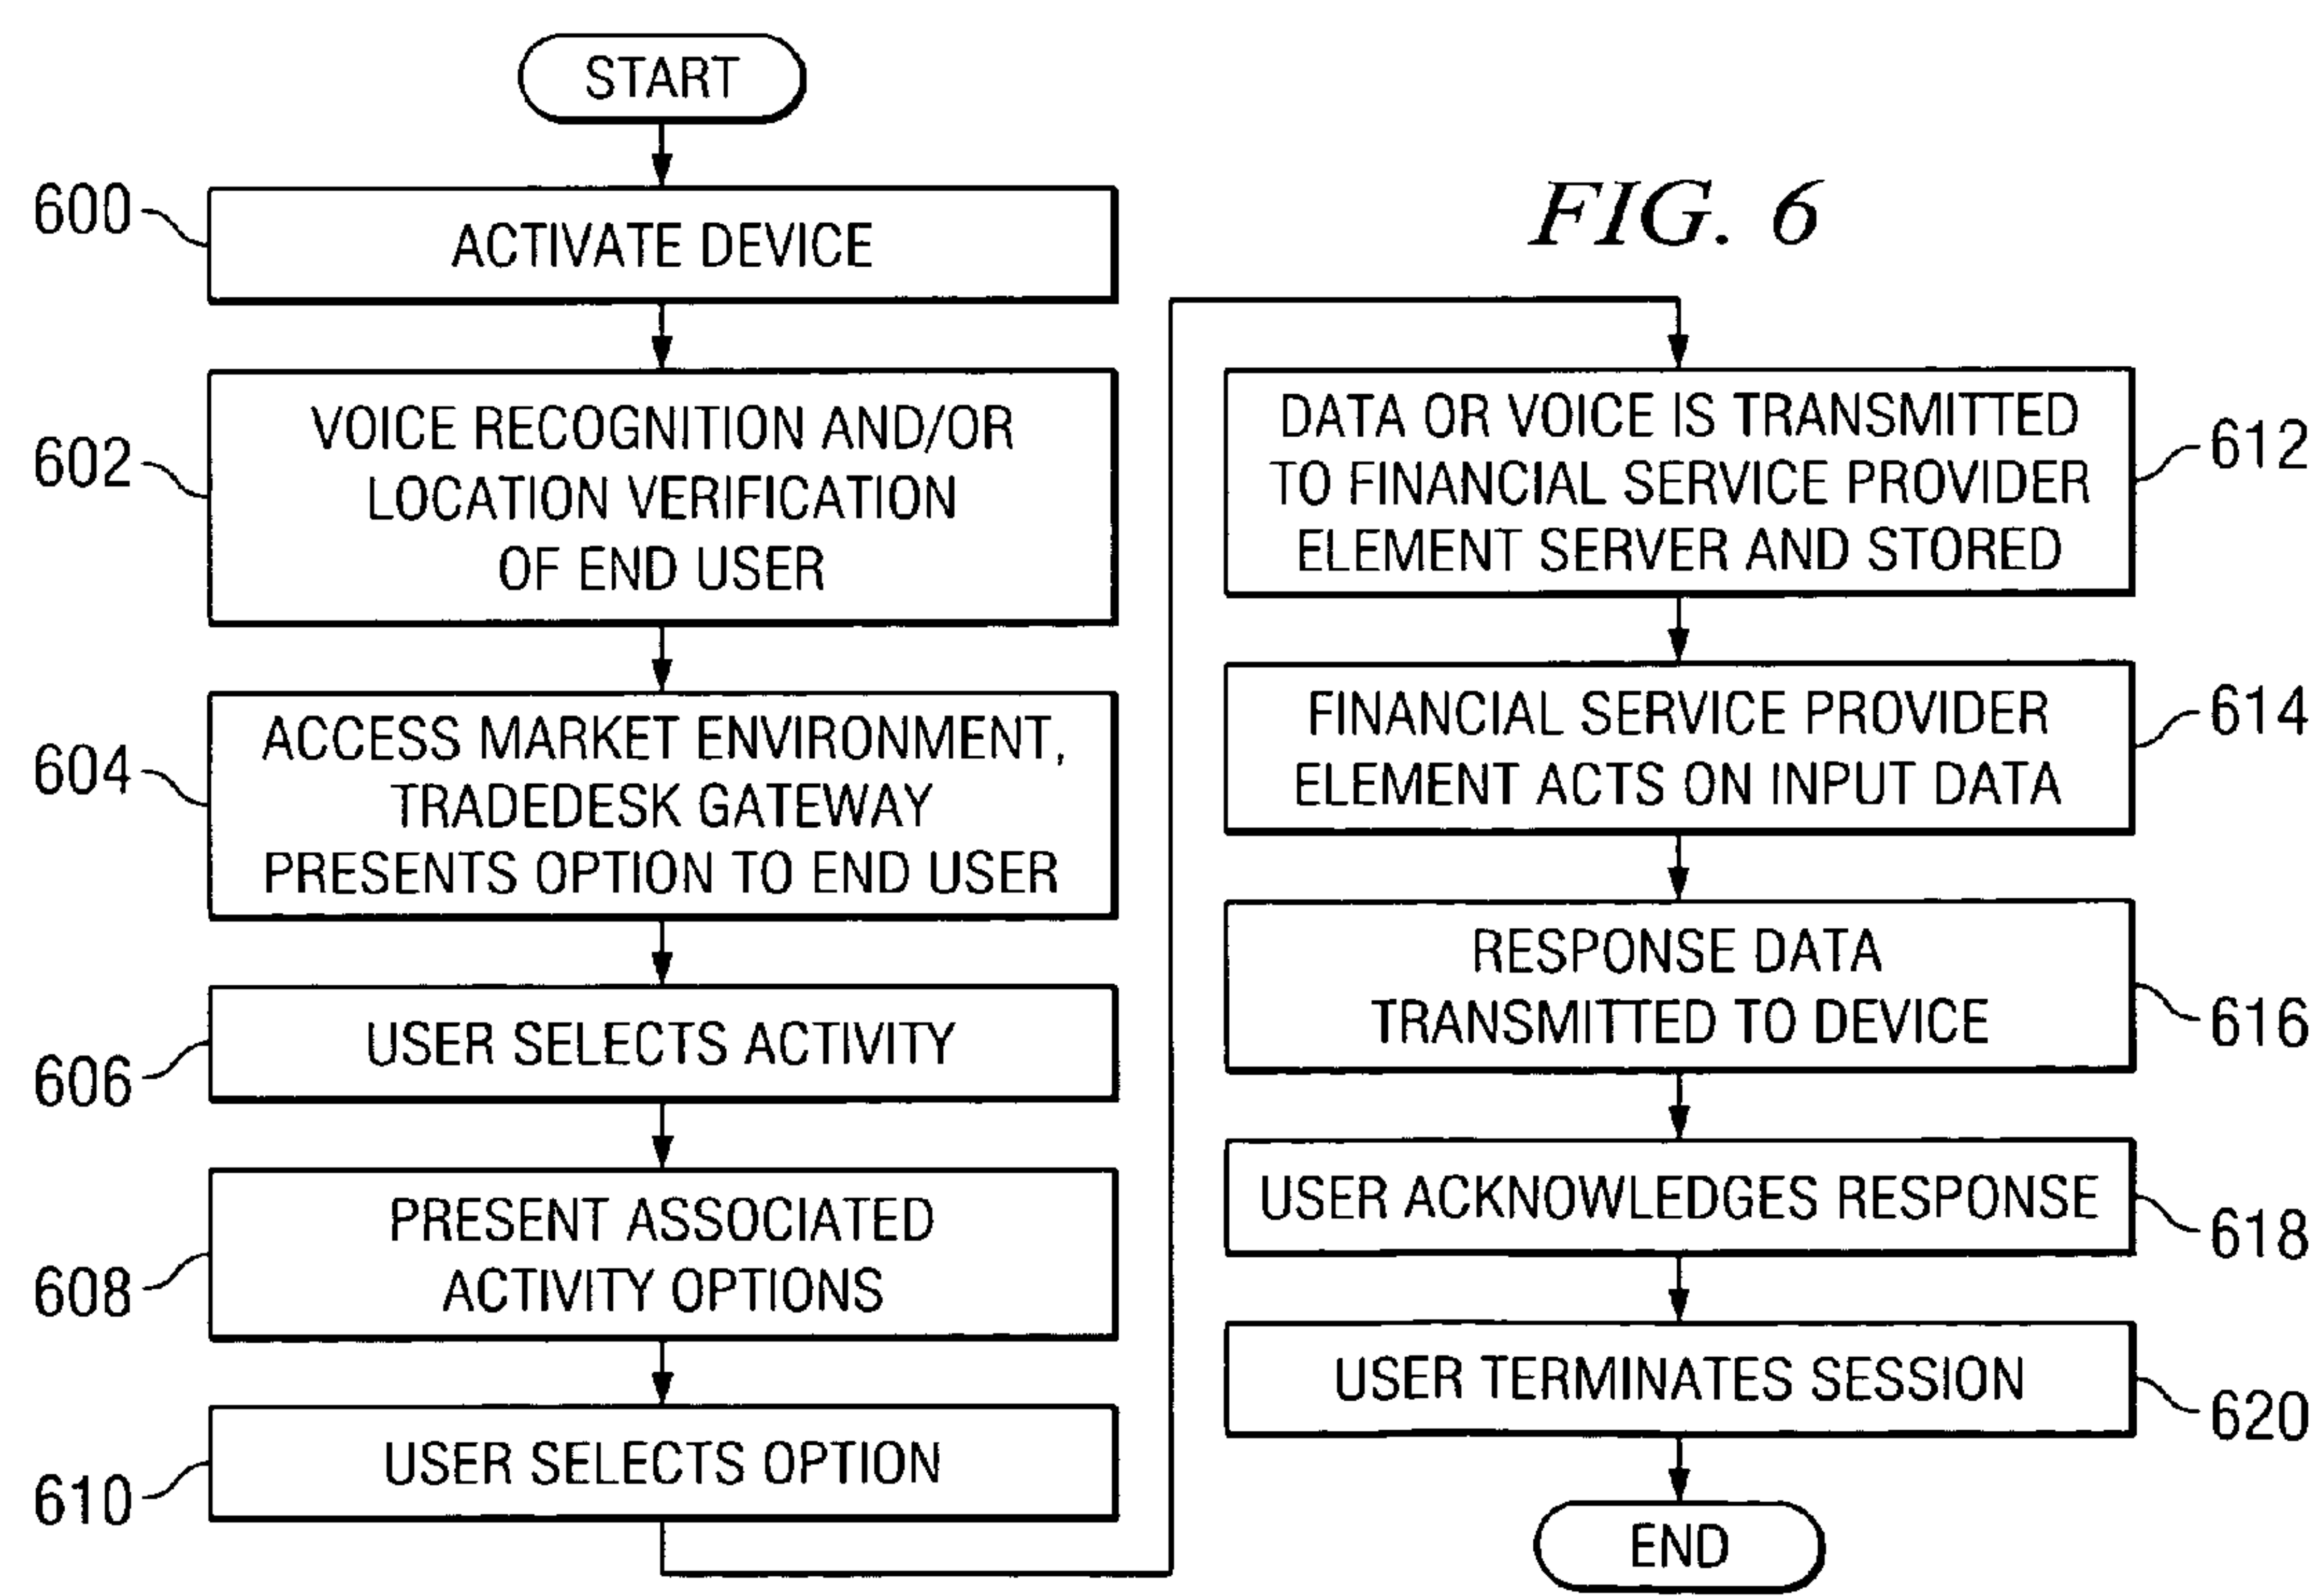 START
600
ACTIVATE DEVICE
602
VOICE RECOGNITION AND/OR
LOCATION VERIFICATION
OF END USER
604
ACCESS MARKET ENVIRONMENT,
TRADEDESK GATEWAY
PRESENTS OPTION TO END USER
606
USER SELECTS ACTIVITY
608
PRESENT ASSOCIATED
ACTIVITY OPTIONS
610
USER SELECTS OPTION
FIG. 6
DATA OR VOICE IS TRANSMITTED
TO FINANCIAL SERVICE PROVIDER
ELEMENT SERVER AND STORED
612
FINANCIAL SERVICE PROVIDER
ELEMENT ACTS ON INPUT DATA
614
RESPONSE DATA
TRANSMITTED TO DEVICE
616
USER ACKNOWLEDGES RESPONSE
618
USER TERMINATES SESSION
620
END